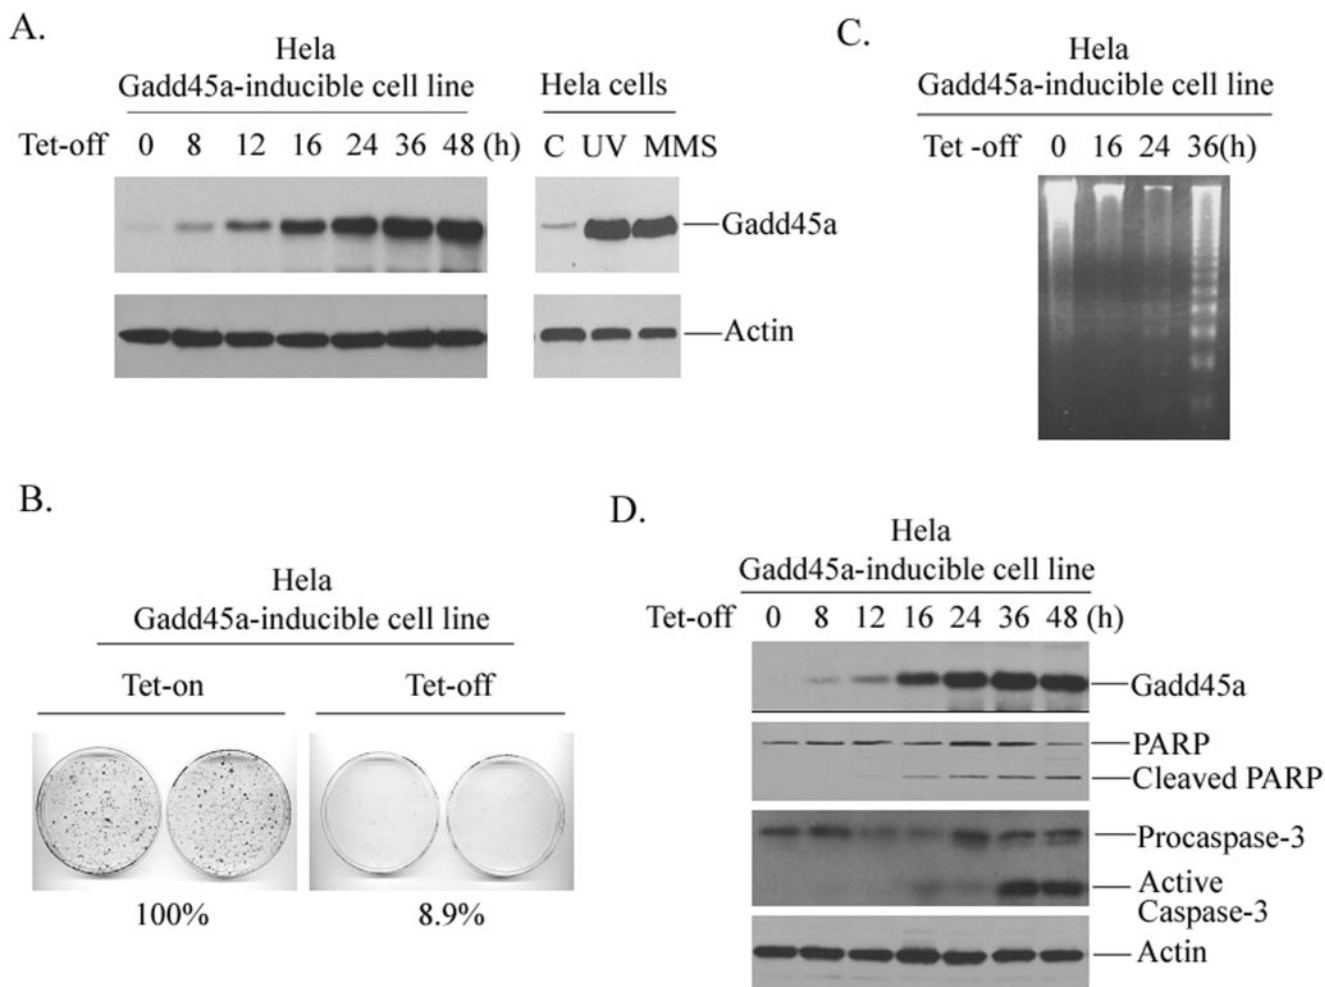 A.
Hela
Gadd45a-inducible cell line
Hela cells
Tet-off 0 8 12 16 24 36 48 (h)
C UV MMS
Gadd45a
Actin
B.
Hela
Gadd45a-inducible cell line
Tet-on
Tet-off
100%
8.9%
C.
Hela
Gadd45a-inducible cell line
Tet -off 0 16 24 36(h)
D.
Hela
Gadd45a-inducible cell line
Tet-off 0 8 12 16 24 36 48 (h)
Gadd45a
PARP
Cleaved PARP
Procaspase-3
Active
Caspase-3
Actin